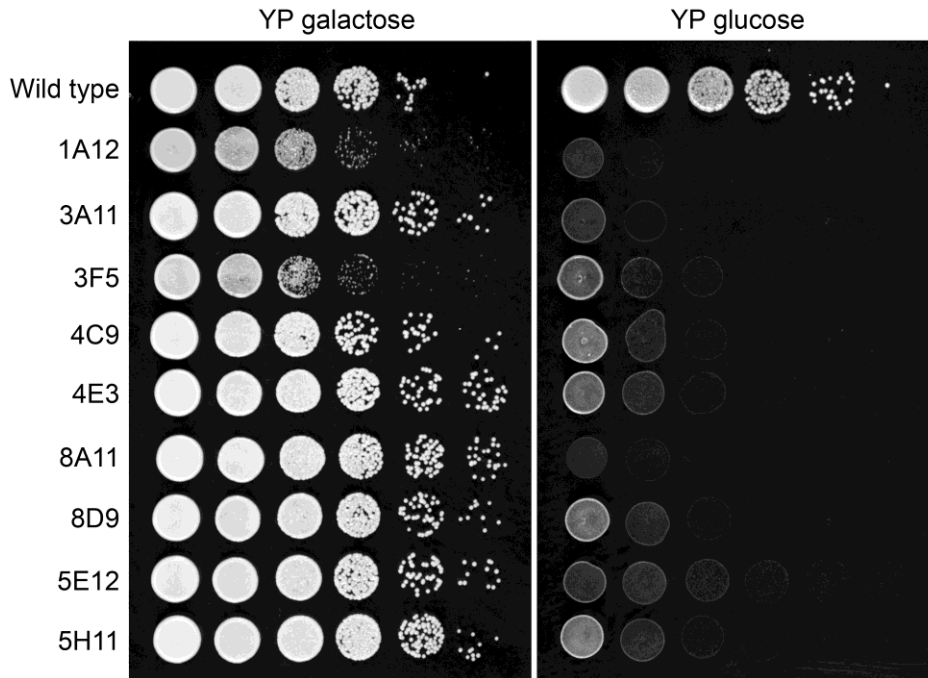 YP galactose
YP glucose
Wild type
1A12
3A11
3F5
4C9
4E3
8A11
8D9
5E12
5H11